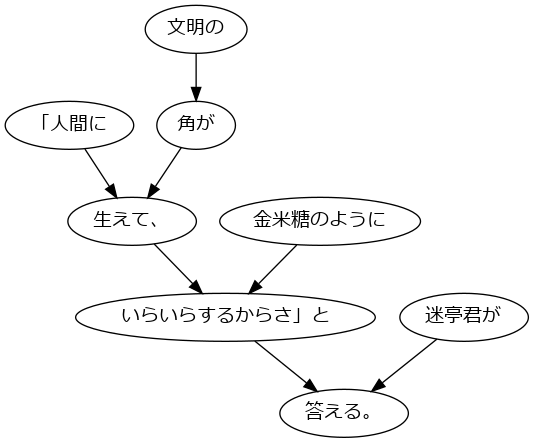 文明の
「人間に
角が
生えて、
金米糖のように
いらいらするからさ」と
迷亭君が
答える。